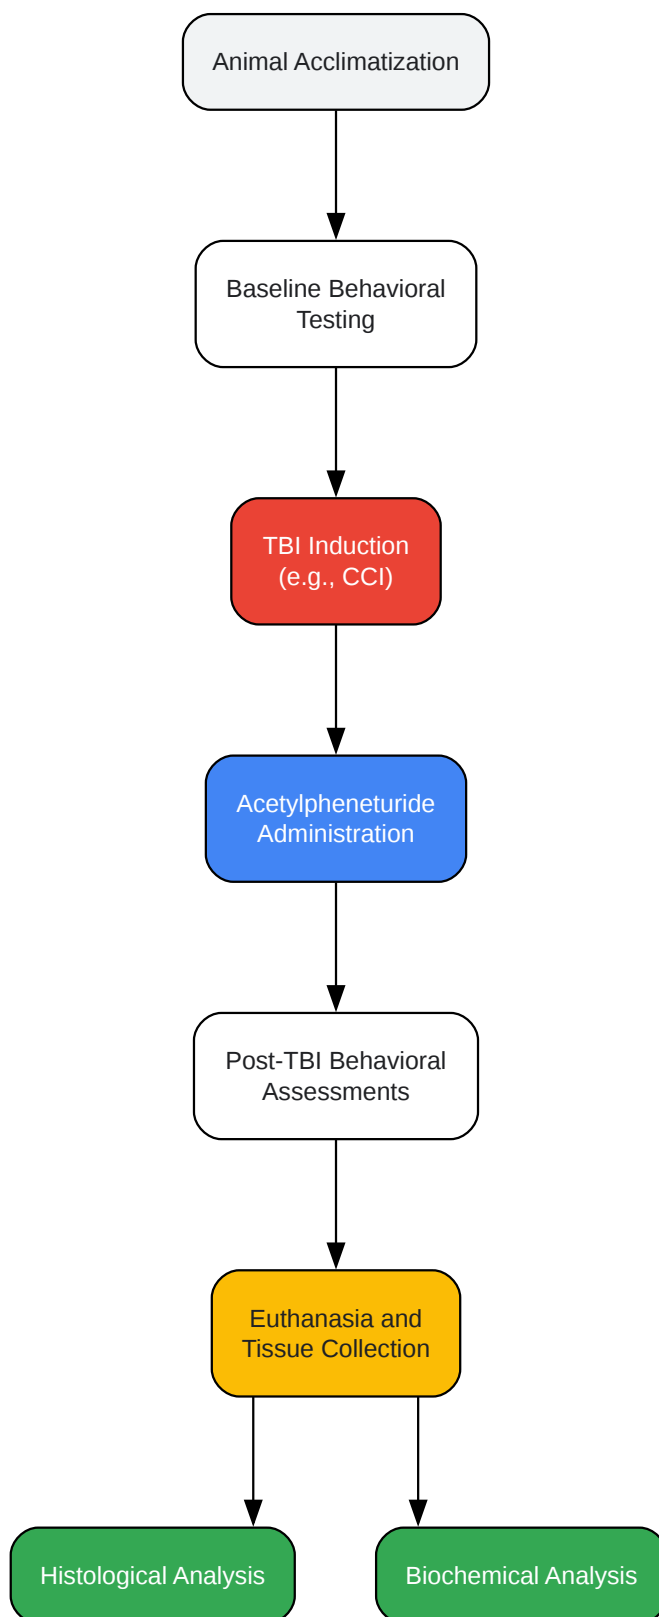 Animal Acclimatization
Baseline Behavioral
Testing
TBI Induction
(e.g., CCI)
Acetylpheneturide
Administration
Post-TBI Behavioral
Assessments
Euthanasia and
Tissue Collection
Histological Analysis
Biochemical Analysis